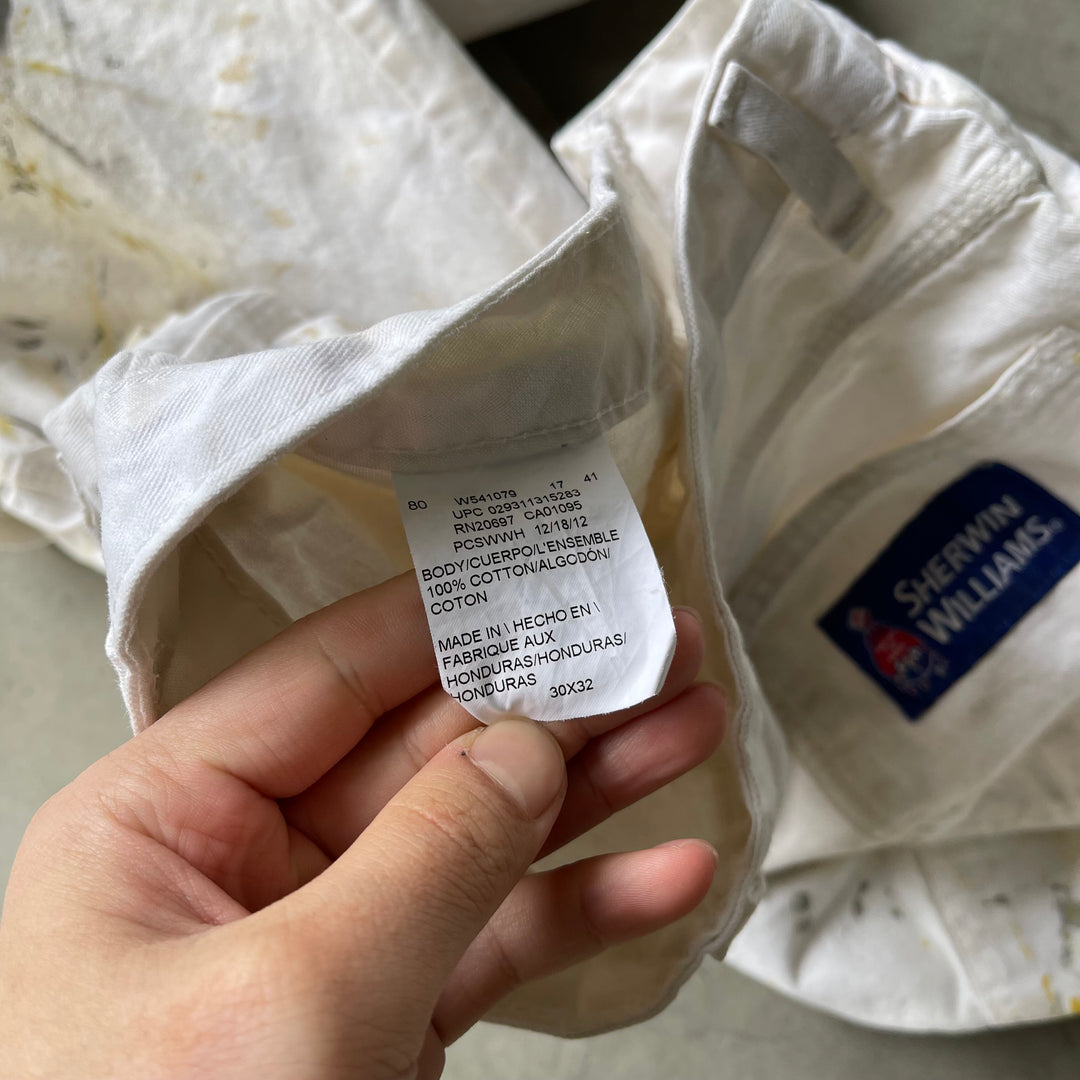 80 W541079 17 41
UPC 029311315283
RN20697 CA01095
PCSWWH 12/18/12
BODY/CUERPO/L'ENSEMBLE
100% COTTON/ALGODÓN/
COTON
MADE IN \ HECHO EN \
FABRIQUE AUX
HONDURAS/HONDURAS/
HONDURAS 30X32
SHERWIN
WILLIAMS®